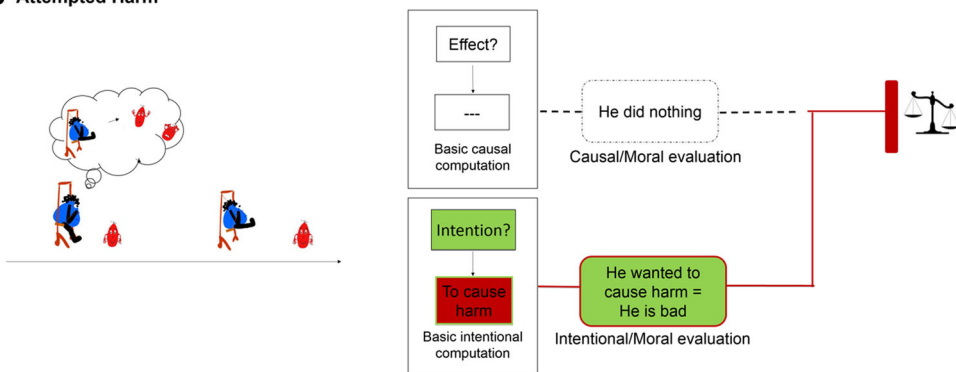 Attempted Harm
Effect?
---
Basic causal
computation
He did nothing
Causal/Moral evaluation
Intention?
To cause
harm
Basic intentional
computation
He wanted to
cause harm =
He is bad
Intentional/Moral evaluation